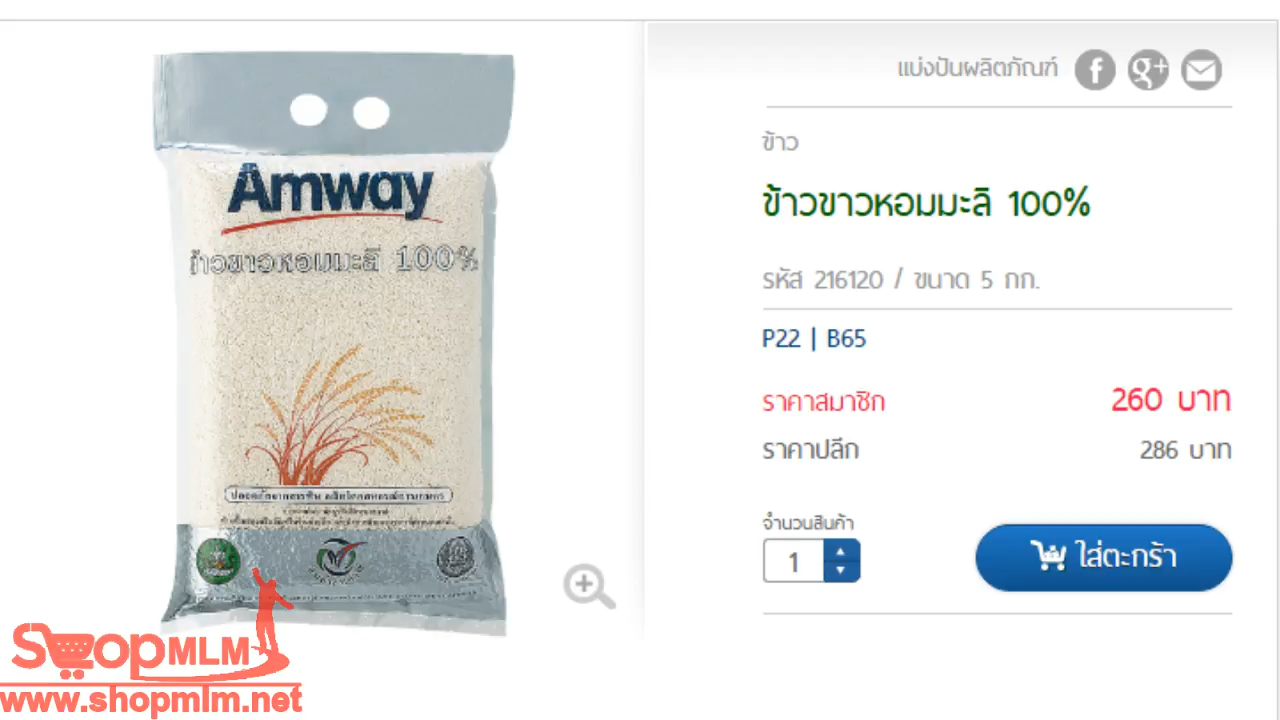 Amway
ข้าวขาวหอมมะลิ 100%
แบ่งปันผลิตภัณฑ์
ข้าว
ข้าวขาวหอมมะลิ 100%
รหัส 216120 / ขนาด 5 กก.
P22 | B65
ราคาสมาชิก 260 บาท
ราคาปลีก 286 บาท
จำนวนสินค้า
1
ใส่ตะกร้า
ShopMLM
www.shopmlm.net